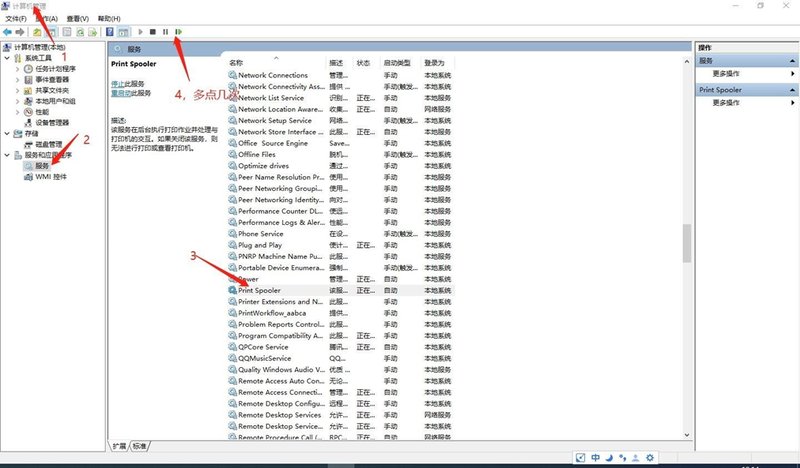 计算机管理
文件(F) 操作(A) 查看(V) 帮助(H)
1
4，多点几次
计算机管理(本地)
系统工具
任务计划程序
事件查看器
共享文件夹
本地用户和组
性能
设备管理器
存储
磁盘管理
服务和应用程序
服务
WMI 控件
2
3
服务
Print Spooler
停止此服务
重启动此服务
描述:
该服务在后台执行打印作业并处理与
打印机的交互。如果关闭该服务，则
无法进行打印或查看打印机。
名称 描述 状态 启动类型 登录为
Network Connections 管理... 手动 本地系统
Network Connectivity Ass... 提供 ... 手动(触发... 本地系统
Network List Service 识别... 正在... 手动 本地服务
Network Location Aware... 收集... 正在... 自动 网络服务
Network Setup Service 网络... 手动(触发... 本地系统
Network Store Interface ... 此服... 正在... 自动 本地服务
Office Source Engine Save... 手动 本地系统
Offline Files 脱机... 手动(触发... 本地系统
Optimize drives 通过... 手动 本地系统
Peer Name Resolution Pr... 使用... 手动 本地服务
Peer Networking Groupi... 使用... 手动 本地服务
Peer Networking Identity... 向对... 手动 本地服务
Performance Counter DL... 使远... 手动 本地服务
Performance Logs & Aler... 性能... 手动 本地服务
Phone Service 在设... 手动(触发... 本地服务
Plug and Play 使计... 正在... 手动 本地系统
PNRP Machine Name Pu... 此服... 手动 本地服务
Portable Device Enumera... 强制... 手动(触发... 本地系统
Power 管理... 正在... 自动 本地系统
Print Spooler 该服... 正在... 自动 本地系统
Printer Extensions and N... 此服... 手动 本地系统
PrintWorkflow_aabca 提供... 手动 本地系统
Problem Reports Control... 此服... 手动 本地系统
Program Compatibility A... 此服... 正在... 手动 本地系统
QPCore Service 腾讯... 正在... 自动 本地系统
QQMusicService QQ... 手动 本地系统
Quality Windows Audio V... 优质 ... 手动 本地服务
Remote Access Auto Con... 无论... 手动 本地系统
Remote Access Connecti... 管理... 正在... 自动 本地系统
Remote Desktop Configu... 远程... 正在... 手动 本地系统
Remote Desktop Services 允许... 正在... 手动 网络服务
Remote Desktop Services ... 允许... 正在... 手动 本地系统
Remote Procedure Call (... RPC... 正在... 自动 网络服务
扩展 标准
操作
服务
更多操作
Print Spooler
更多操作
中